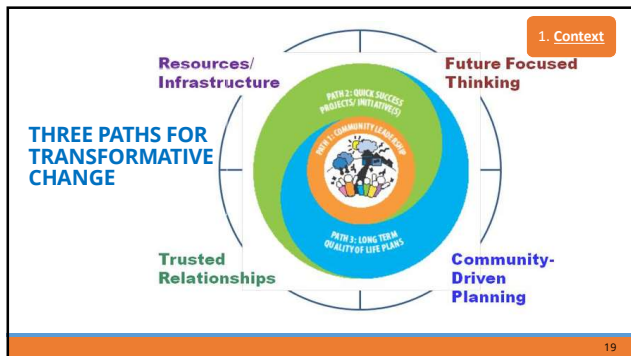 1. Context
Resources/
Infrastructure
Future Focused
Thinking
THREE PATHS FOR
TRANSFORMATIVE
CHANGE
PATH 2: QUICK SUCCESS
PROJECTS/ INITIATIVE(S)
PATH 1: COMMUNITY LEADERSHIP
PATH 3: LONG TERM
QUALITY OF LIFE PLANS
Trusted
Relationships
Community-
Driven
Planning
19